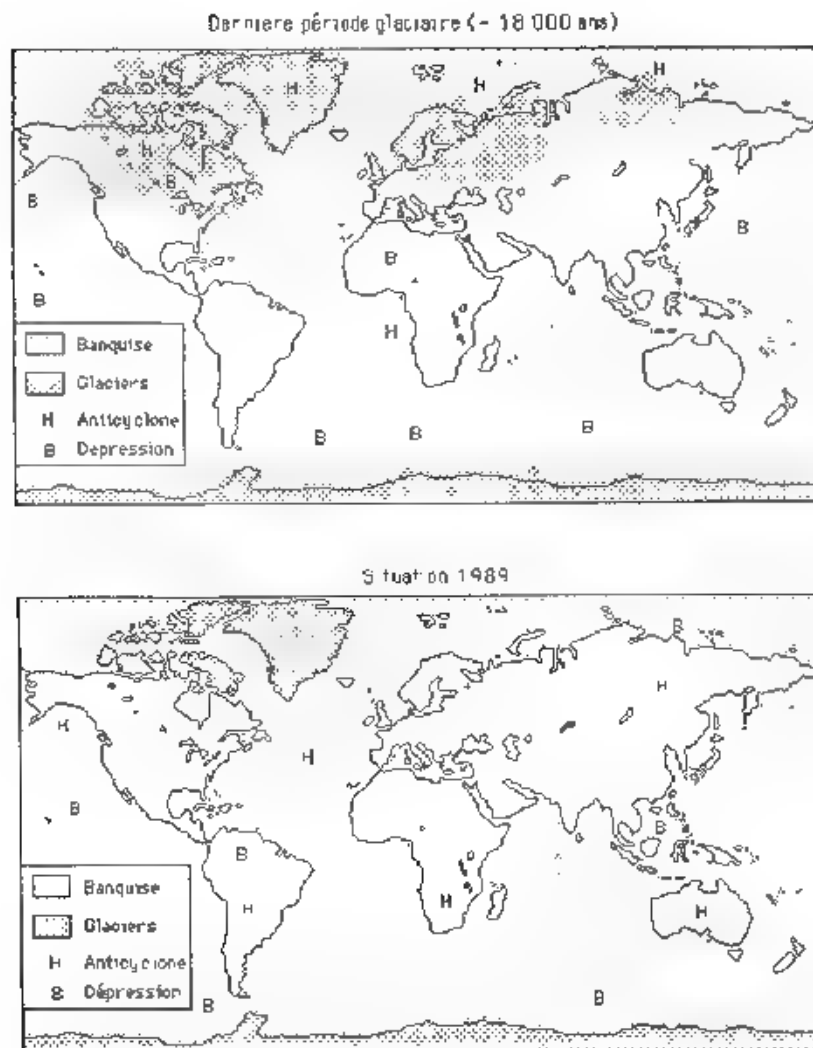 Dernière période glaciaire (- 18 000 ans)
H
H
H
H
B
B
B
B
B
H
Banquise
Glaciers
H Anticyclone
B Dépression
B
B
B
Situation 1989
B
H
H
H
B
B
B
H
H
H
Banquise
Glaciers
H Anticyclone
B Dépression
B
B